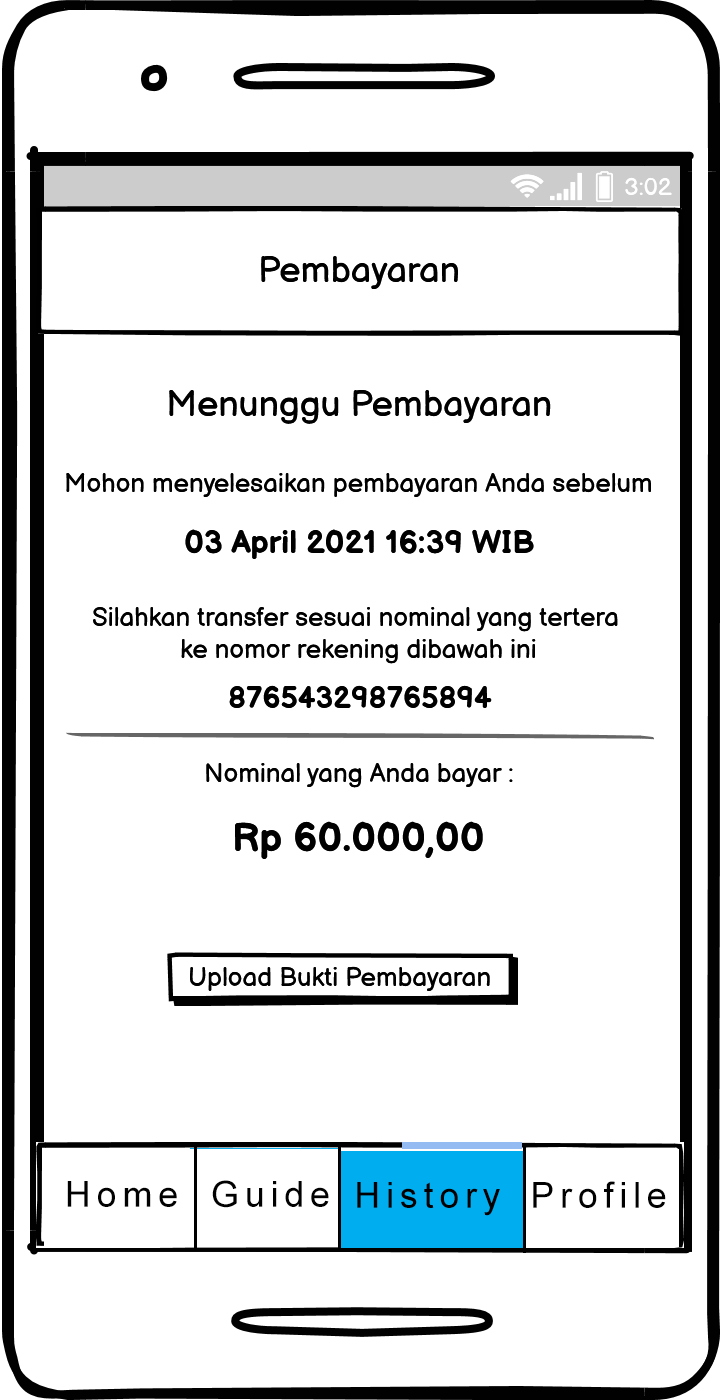 3:02
Pembayaran
Menunggu Pembayaran
Mohon menyelesaikan pembayaran Anda sebelum
03 April 2021 16:39 WIB
Silahkan transfer sesuai nominal yang tertera
ke nomor rekening dibawah ini
876543298765894
Nominal yang Anda bayar :
Rp 60.000,00
Upload Bukti Pembayaran
Home Guide History Profile